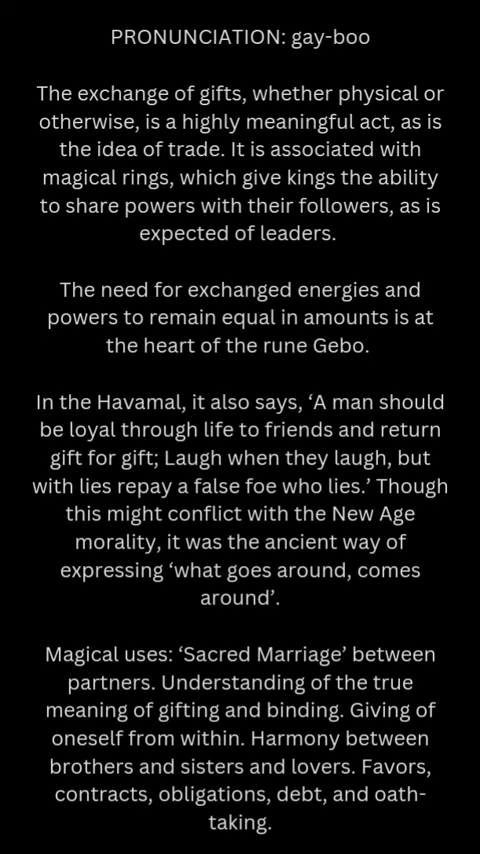 PRONUNCIATION: gay-boo
The exchange of gifts, whether physical or
otherwise, is a highly meaningful act, as is
the idea of trade. It is associated with
magical rings, which give kings the ability
to share powers with their followers, as is
expected of leaders.
The need for exchanged energies and
powers to remain equal in amounts is at
the heart of the rune Gebo.
In the Havamal, it also says, ‘A man should
be loyal through life to friends and return
gift for gift; Laugh when they laugh, but
with lies repay a false foe who lies.’ Though
this might conflict with the New Age
morality, it was the ancient way of
expressing ‘what goes around, comes
around’.
Magical uses: ‘Sacred Marriage’ between
partners. Understanding of the true
meaning of gifting and binding. Giving of
oneself from within. Harmony between
brothers and sisters and lovers. Favors,
contracts, obligations, debt, and oath-
taking.